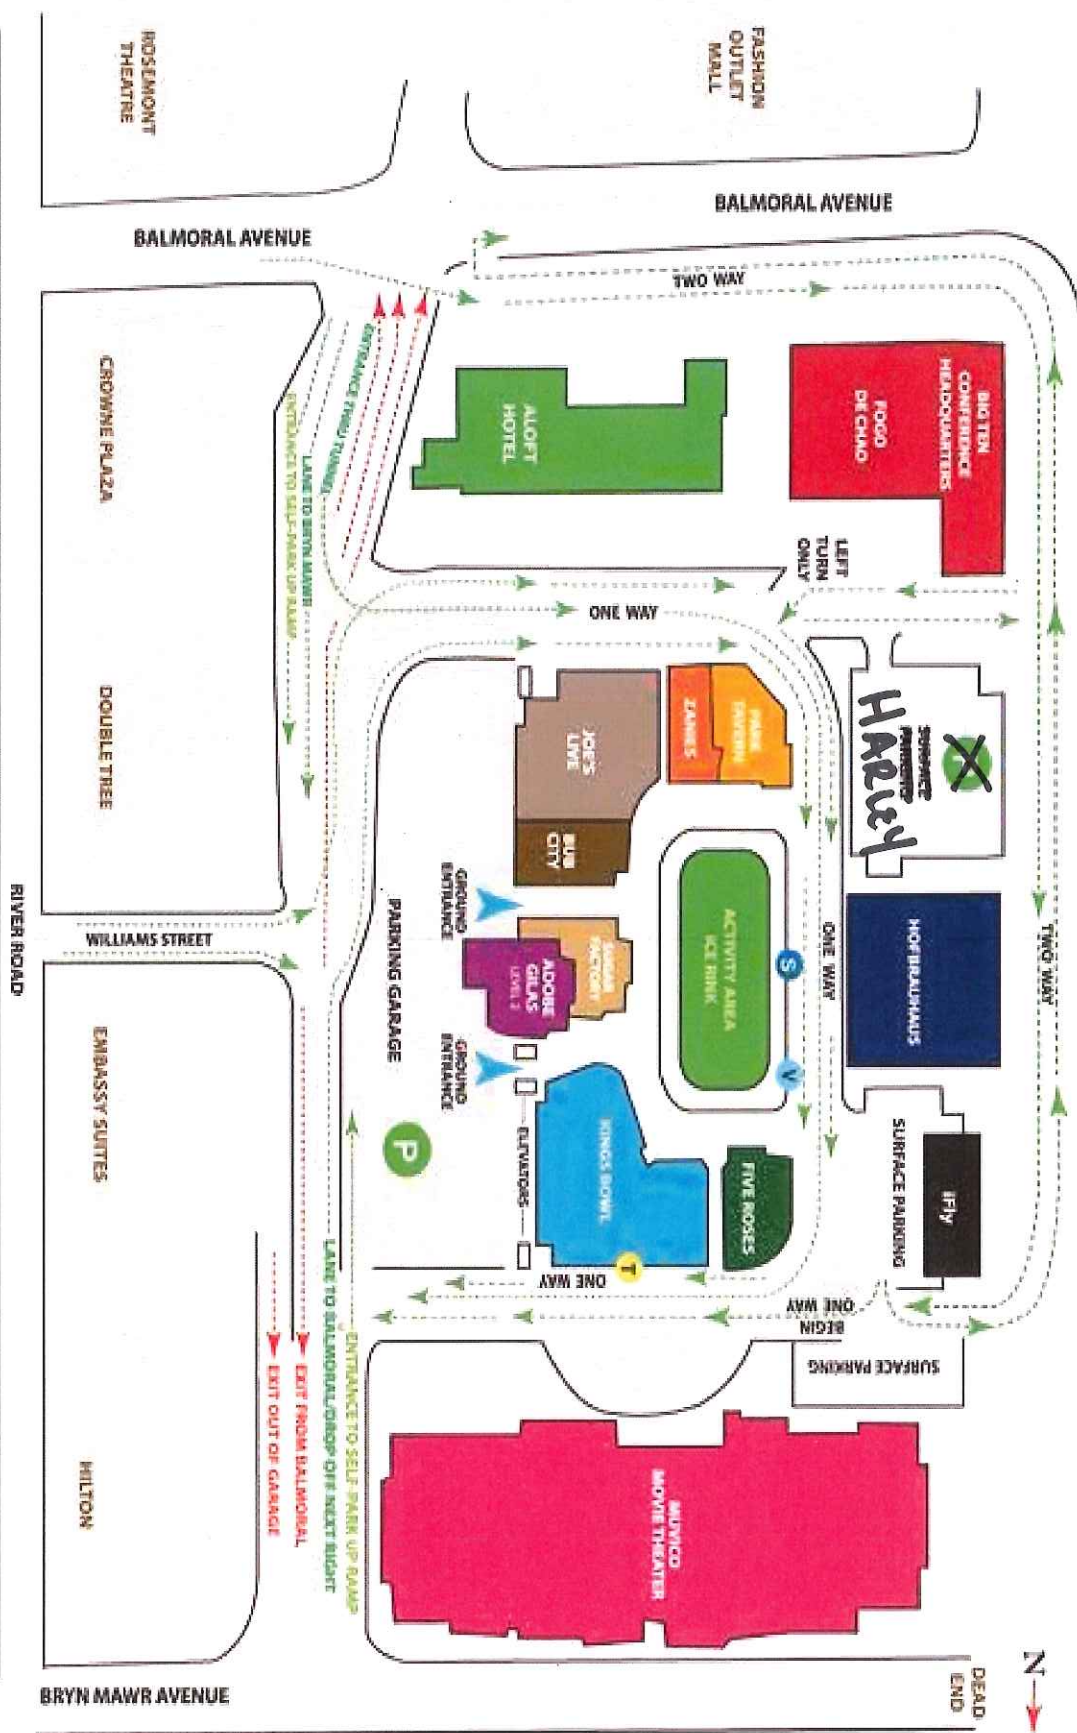 ROSEMONT
THEATRE
FASHION
OUTLET
MALL
BALMORAL AVENUE
BALMORAL AVENUE
TWO WAY
ENTRANCE THRU TUNNEL
LANE TO BRYN MAWR
ENTRANCE TO SELF-PARK UP RAMP
CROWNE PLAZA
ALOFT
HOTEL
BIG TEN
CONFERENCE
HEADQUARTERS
FOGO
DE CHAO
LEFT
TURN
ONLY
ONE WAY
DOUBLE TREE
JOE'S
LIVE
ZANIES
PARK
TAVERN
SURFACE
PARKING
HARLEY
BUB
CITY
GROUND
ENTRANCE
PARKING GARAGE
RIVER ROAD
WILLIAMS STREET
SUGAR
FACTORY
ADOBE
GILAS
LEVEL 2
ACTIVITY AREA
ICE RINK
S
V
ONE WAY
HOFBRAUHAUS
TWO WAY
EMBASSY SUITES
GROUND
ENTRANCE
P
ELEVATORS
KINGS BOWL
T
FIVE ROSES
SURFACE PARKING
iFly
ONE WAY
BEGIN
ONE WAY
SURFACE PARKING
ENTRANCE TO SELF-PARK UP RAMP
LANE TO BALMORAL/DROP OFF NEXT RIGHT
EXIT FROM BALMORAL
EXIT OUT OF GARAGE
HILTON
MUVICO
MOVIE THEATER
BRYN MAWR AVENUE
DEAD
END
N